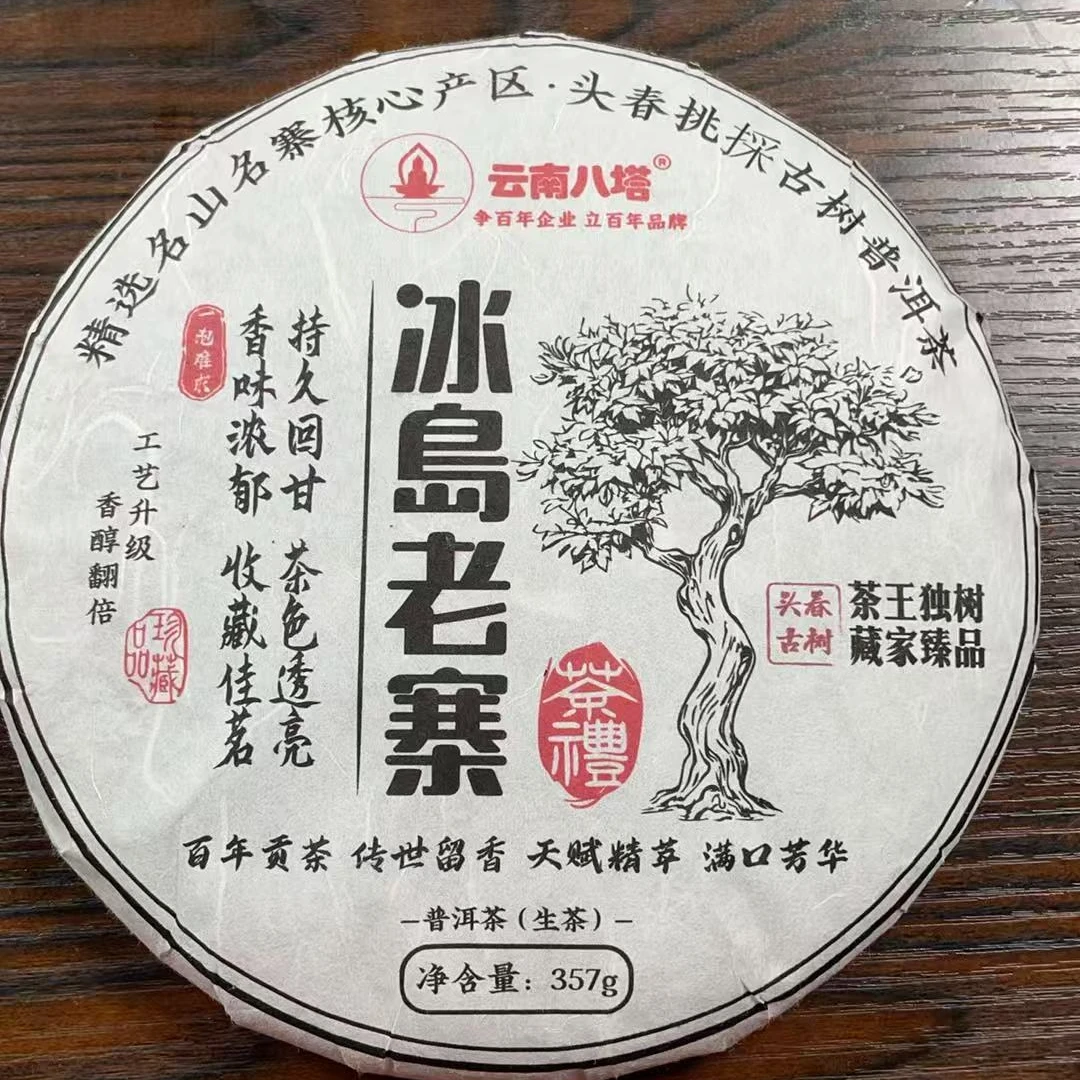 精选名山名寨核心产区·头春挑採古树普洱茶
云南八塔®
争百年企业 立百年品牌
冰島老寨
持久回甘 茶色透亮
香味浓郁 收藏佳茗
一泡难忘
工艺升级
香醇翻倍
珍藏品
茶禮
头春古树
茶王独树
藏家臻品
百年贡茶 传世留香 天赋精萃 满口芳华
—普洱茶（生茶）—
净含量：357g